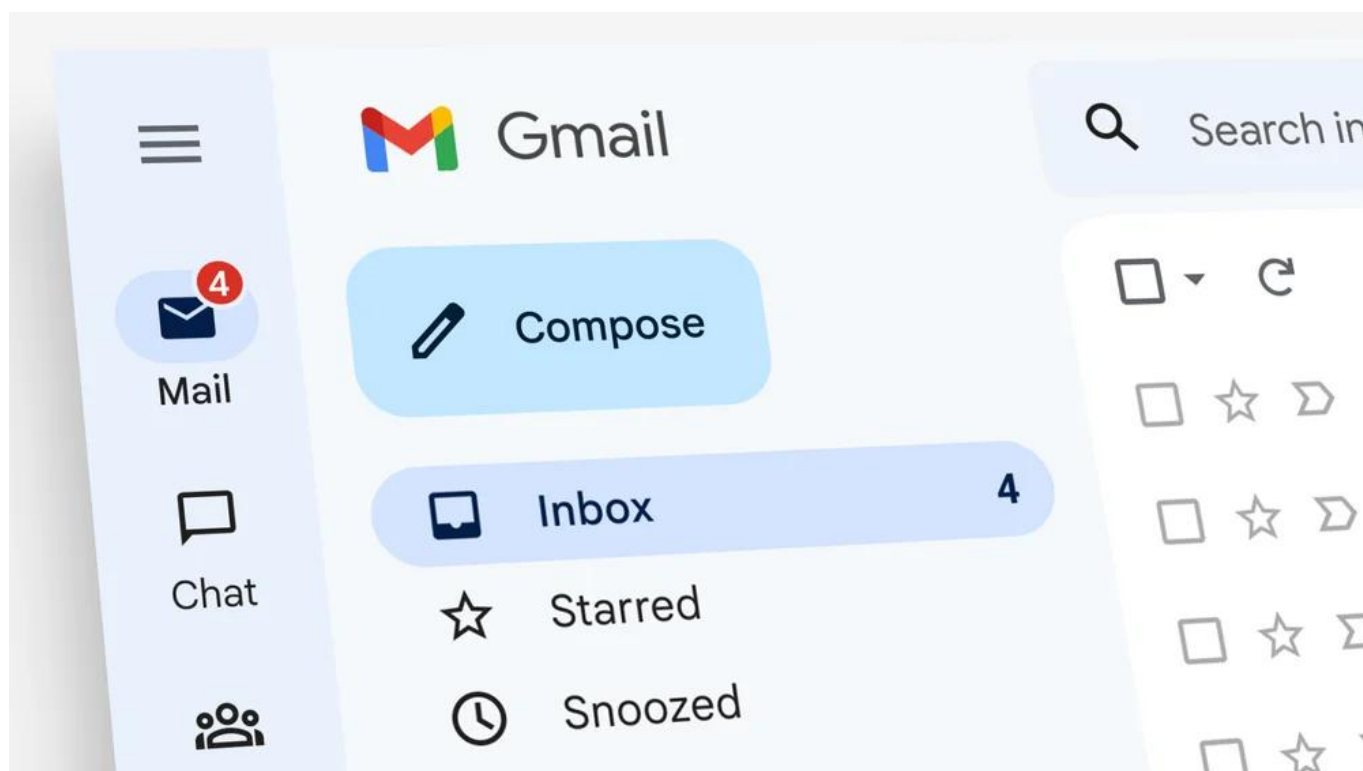 Gmail
Search in
4
Mail
Compose
Inbox 4
Chat
Starred
Snoozed